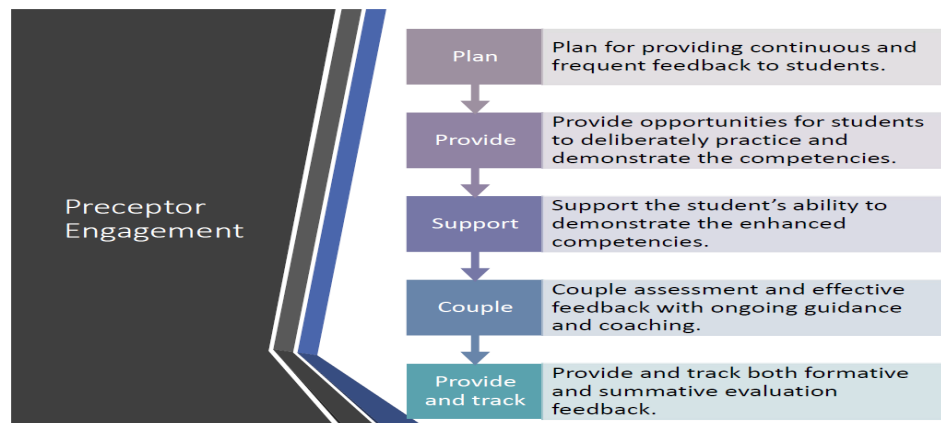 Preceptor
Engagement
Plan
Plan for providing continuous and
frequent feedback to students.
Provide
Provide opportunities for students
to deliberately practice and
demonstrate the competencies.
Support
Support the student’s ability to
demonstrate the enhanced
competencies.
Couple
Couple assessment and effective
feedback with ongoing guidance
and coaching.
Provide
and track
Provide and track both formative
and summative evaluation
feedback.